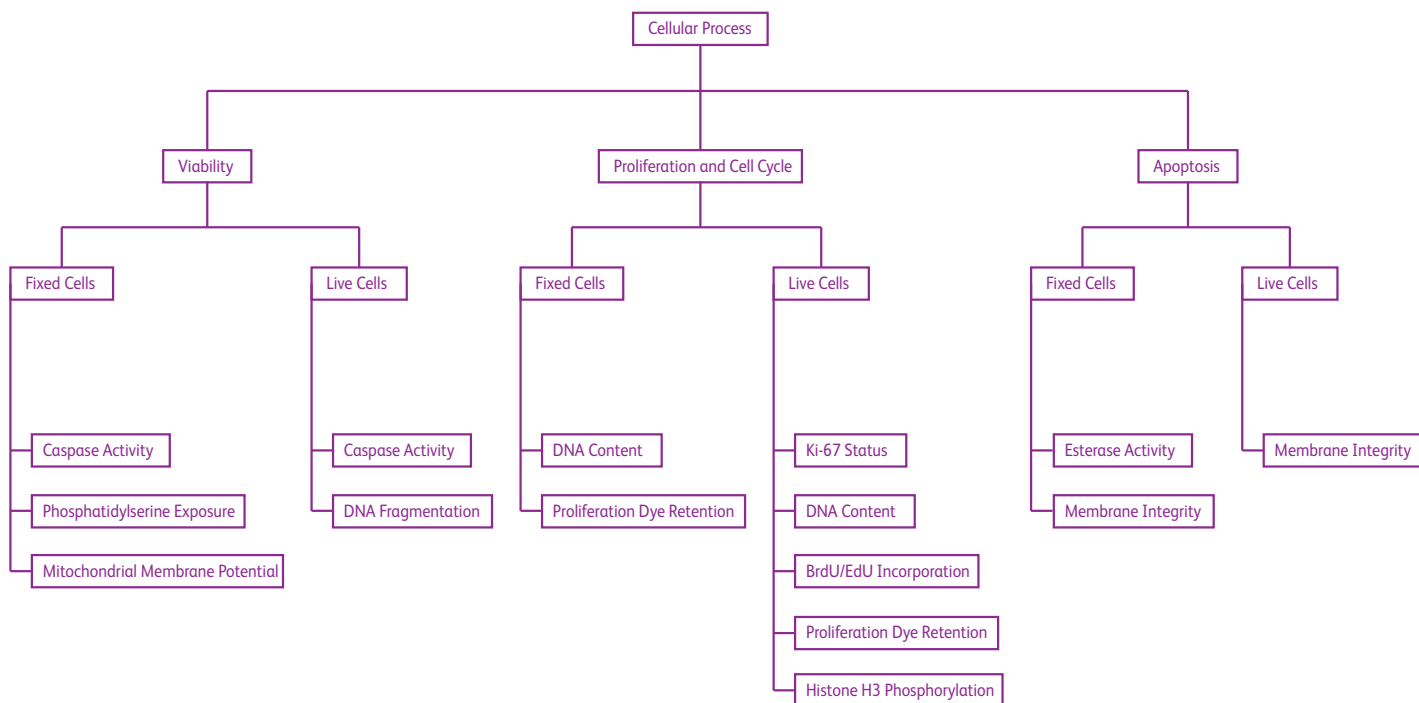 Cellular Process
Viability
Proliferation and Cell Cycle
Apoptosis
Fixed Cells
Live Cells
Fixed Cells
Live Cells
Fixed Cells
Live Cells
Caspase Activity
Caspase Activity
DNA Content
Ki-67 Status
Esterase Activity
Membrane Integrity
Phosphatidylserine Exposure
DNA Fragmentation
Proliferation Dye Retention
DNA Content
Membrane Integrity
Mitochondrial Membrane Potential
BrdU/EdU Incorporation
Proliferation Dye Retention
Histone H3 Phosphorylation